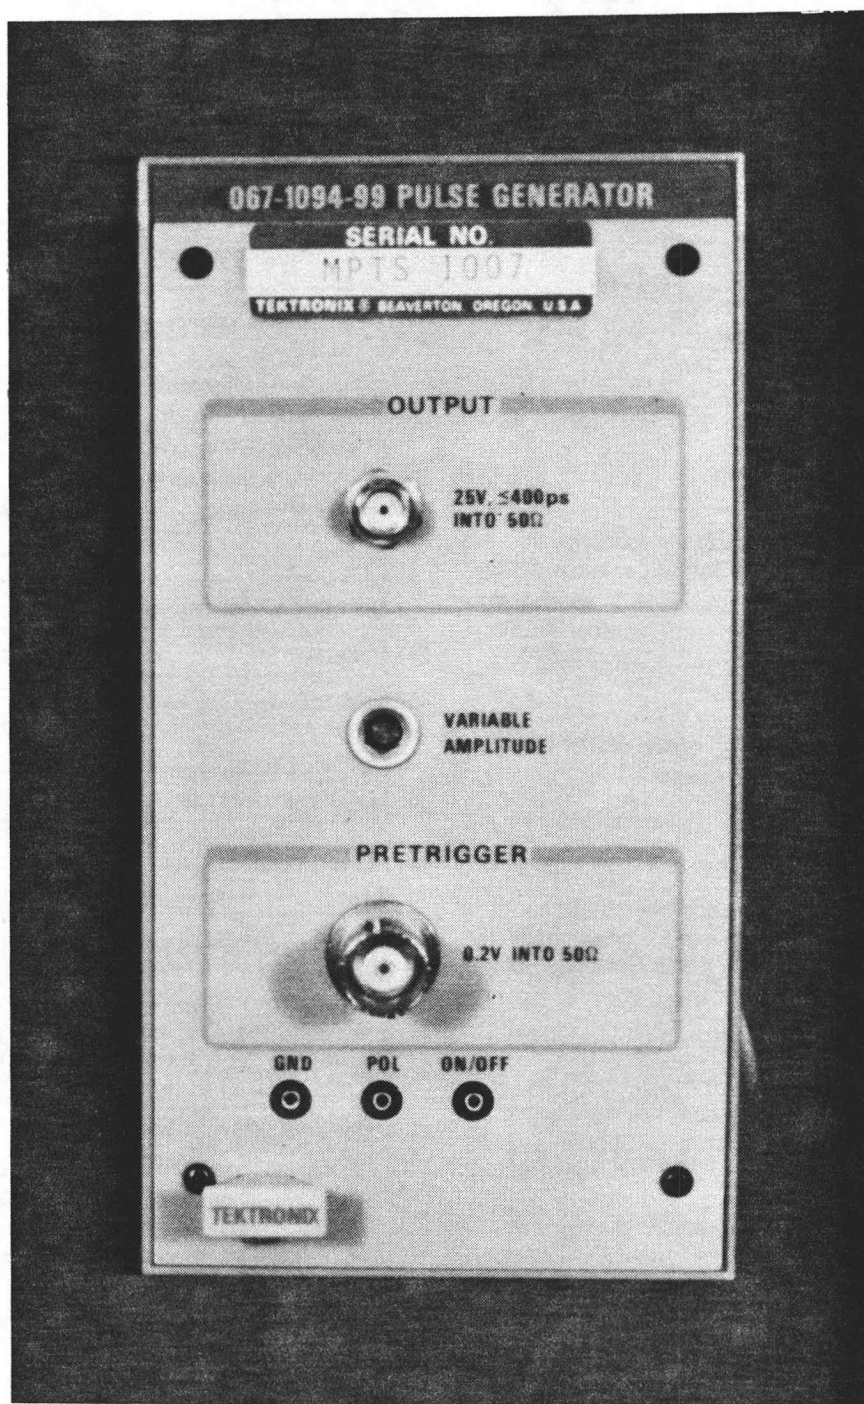 067-1094-99 PULSE GENERATOR
SERIAL NO.
MPTS 1007
TEKTRONIX ® BEAVERTON, OREGON, U.S.A
OUTPUT
25V, ≤400ps
INTO 50Ω
VARIABLE
AMPLITUDE
PRETRIGGER
0.2V INTO 50Ω
GND POL ON/OFF
TEKTRONIX